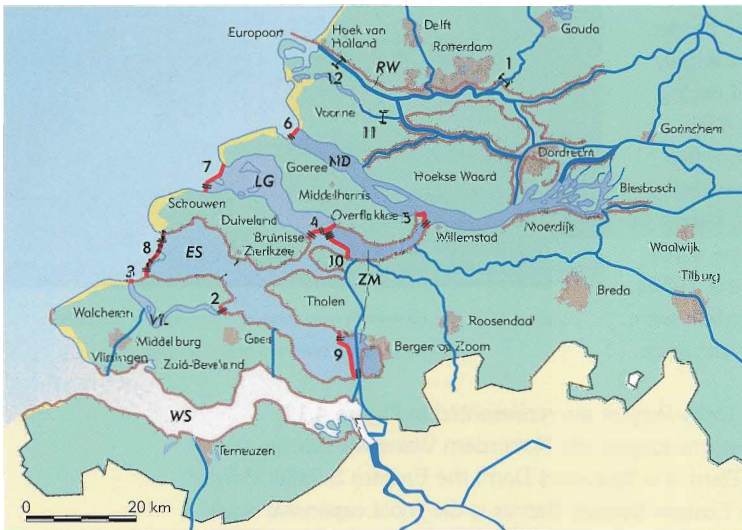 Delft
Gouda
Europoort
Hoek van
Holland
Rotterdam
1
RW
12
Voorne
11
6
Gorinchem
Dordrecht
7
Goeree
ND
LG
Hoekse Waard
Biesbosch
Middelharnis
Schouwen
Overflakkee
5
Duiveland
4
Willemstad
Moerdijk
8
ES
Bruinisse
Zierikzee
Waalwijk
10
Tilburg
3
ZM
2
Tholen
Breda
Walcheren
VL
Roosendaal
Middelburg
Goes
Bergen op Zoom
9
Vlissingen
Zuid-Beveland
WS
Terneuzen
0 20 km